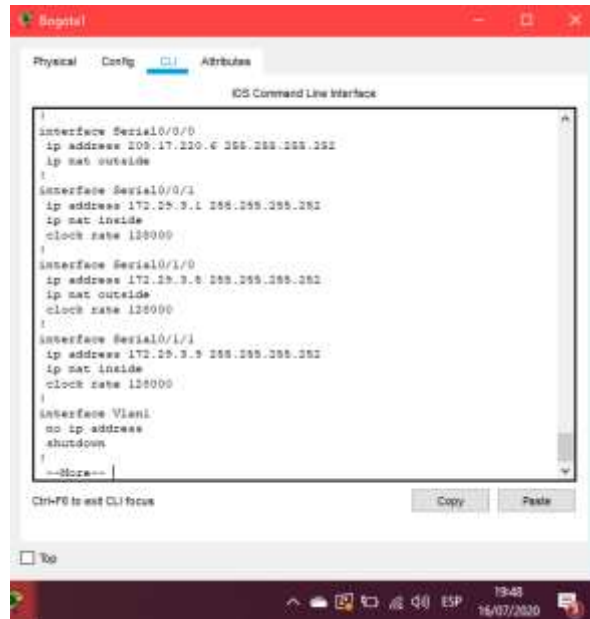 Bogota1
Physical Config CLI Attributes
IOS Command Line Interface
!
interface Serial0/0/0
ip address 209.17.220.6 255.255.255.252
ip nat outside
!
interface Serial0/0/1
ip address 172.29.3.1 255.255.255.252
ip nat inside
clock rate 128000
!
interface Serial0/1/0
ip address 255.255.255.252
ip nat outside
clock rate 128000
!
interface Serial0/1/1
ip address 172.29.3.9 255.255.255.252
ip nat inside
clock rate 128000
!
interface Vlan1
no ip address
shutdown
!
--More--
Ctrl+F6 to exit CLI focus
Copy Paste
Top
ESP
19:48
16/07/2020